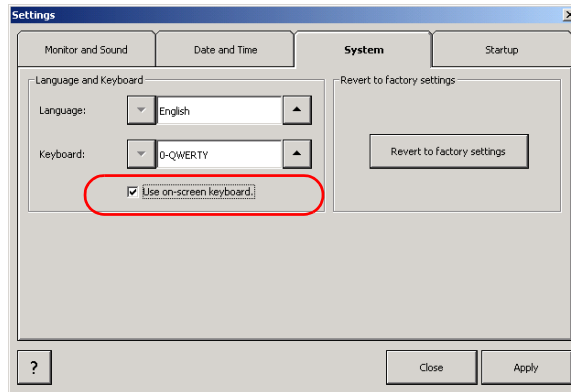 Settings
Monitor and Sound Date and Time System Startup
Language and Keyboard Revert to factory settings
Language: English
Keyboard: 0-QWERTY Revert to factory settings
Use on-screen keyboard.
? Close Apply